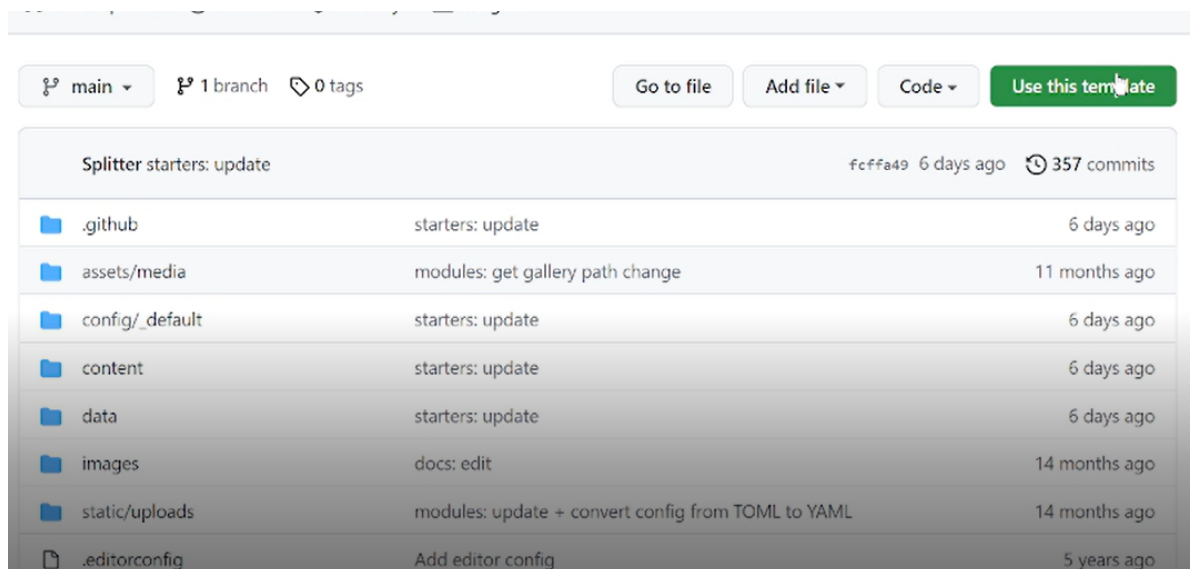 main 1 branch 0 tags Go to file Add file Code Use this template
Splitter starters: update fcffa49 6 days ago 357 commits
.github starters: update 6 days ago
assets/media modules: get gallery path change 11 months ago
config/_default starters: update 6 days ago
content starters: update 6 days ago
data starters: update 6 days ago
images docs: edit 14 months ago
static/uploads modules: update + convert config from TOML to YAML 14 months ago
.editorconfig Add editor config 5 years ago